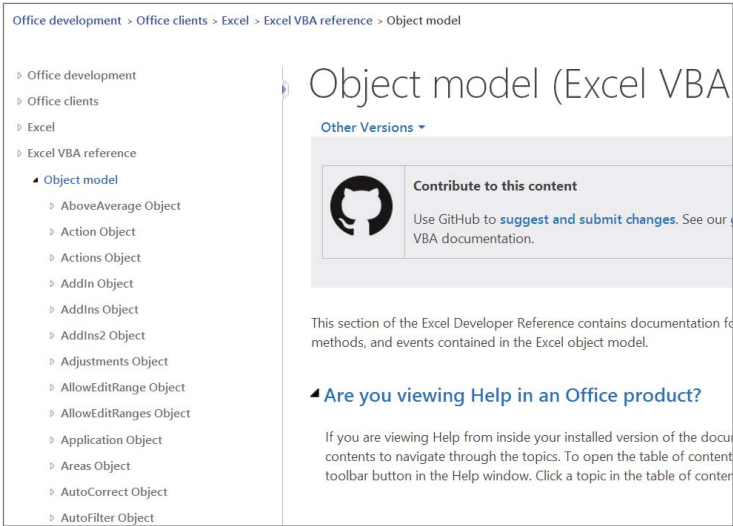 Office development > Office clients > Excel > Excel VBA reference > Object model
Office development
Office clients
Excel
Excel VBA reference
Object model
AboveAverage Object
Action Object
Actions Object
AddIn Object
AddIns Object
AddIns2 Object
Adjustments Object
AllowEditRange Object
AllowEditRanges Object
Application Object
Areas Object
AutoCorrect Object
AutoFilter Object
Object model (Excel VBA
Other Versions
Contribute to this content
Use GitHub to suggest and submit changes. See our
VBA documentation.
This section of the Excel Developer Reference contains documentation
methods, and events contained in the Excel object model.
Are you viewing Help in an Office product?
If you are viewing Help from inside your installed version of the
contents to navigate through the topics. To open the table of
toolbar button in the Help window. Click a topic in the table of